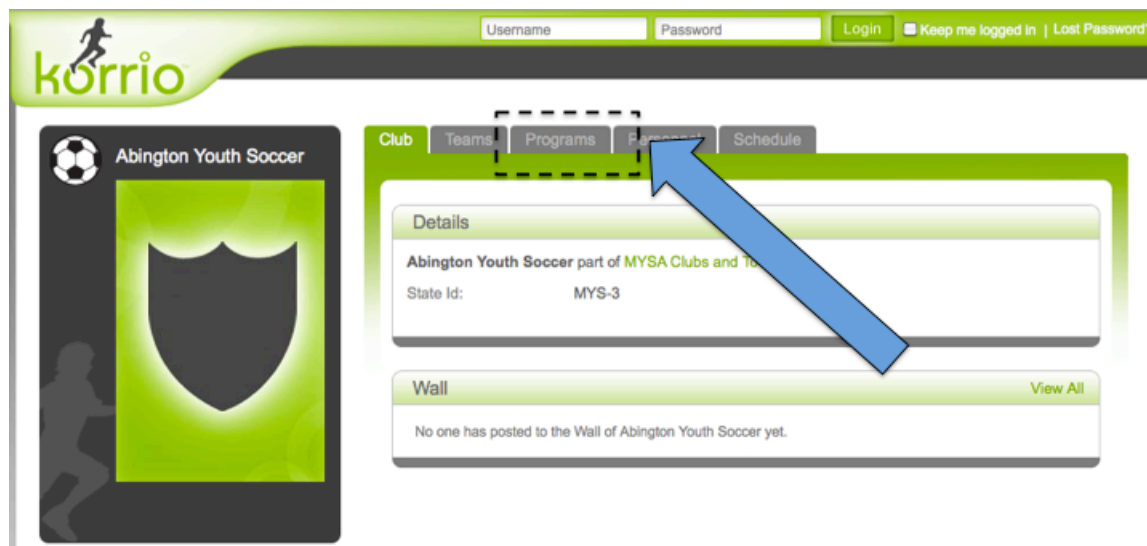 Username Password Login Keep me logged in | Lost Password
korrio
Abington Youth Soccer
Club Teams Programs Schedule
Details
Abington Youth Soccer part of MYSA Clubs and
State Id: MYS-3
Wall View All
No one has posted to the Wall of Abington Youth Soccer yet.